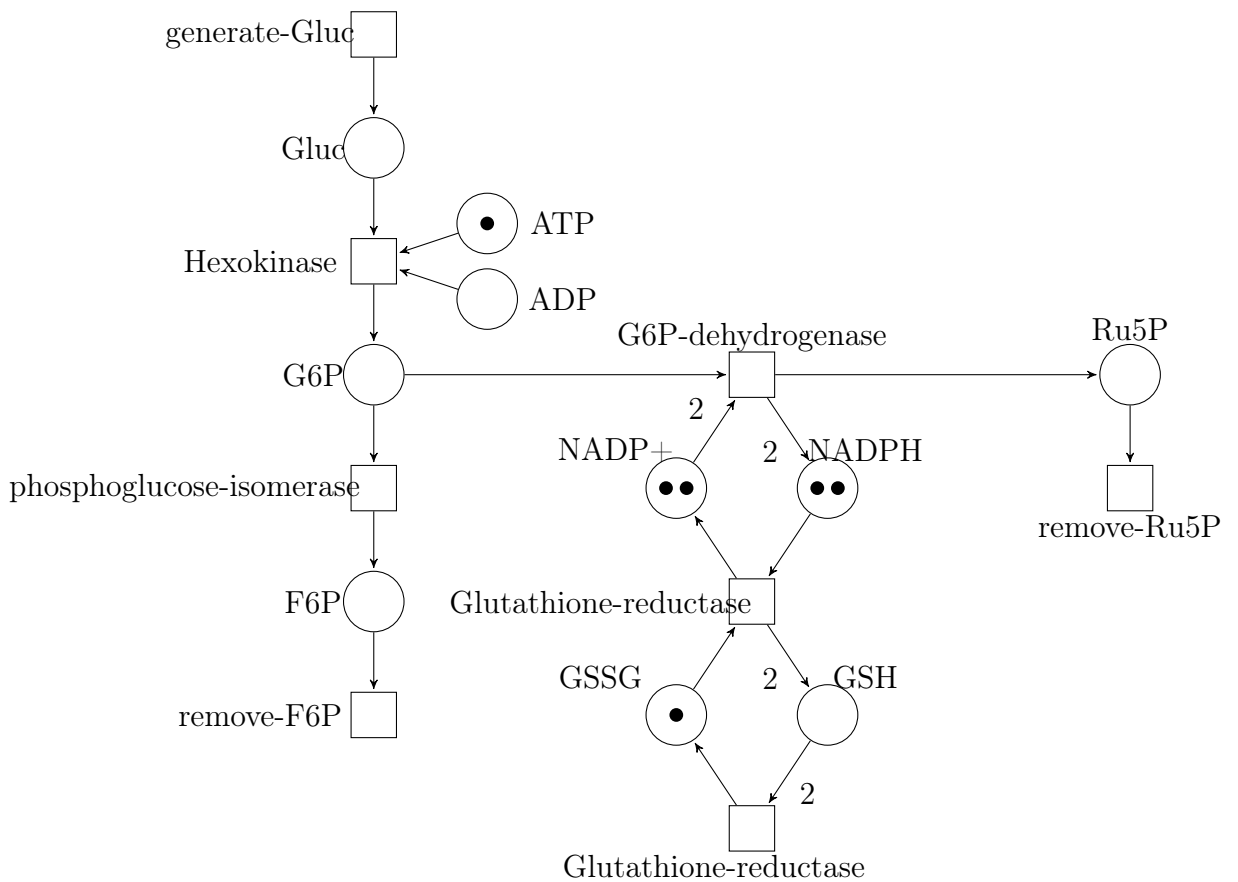 generate-Gluc
Gluc
ATP
Hexokinase
ADP
G6P-dehydrogenase
Ru5P
G6P
2
NADP+
2
NADPH
phosphoglucose-isomerase
remove-Ru5P
F6P
Glutathione-reductase
GSSG
2
GSH
remove-F6P
2
Glutathione-reductase